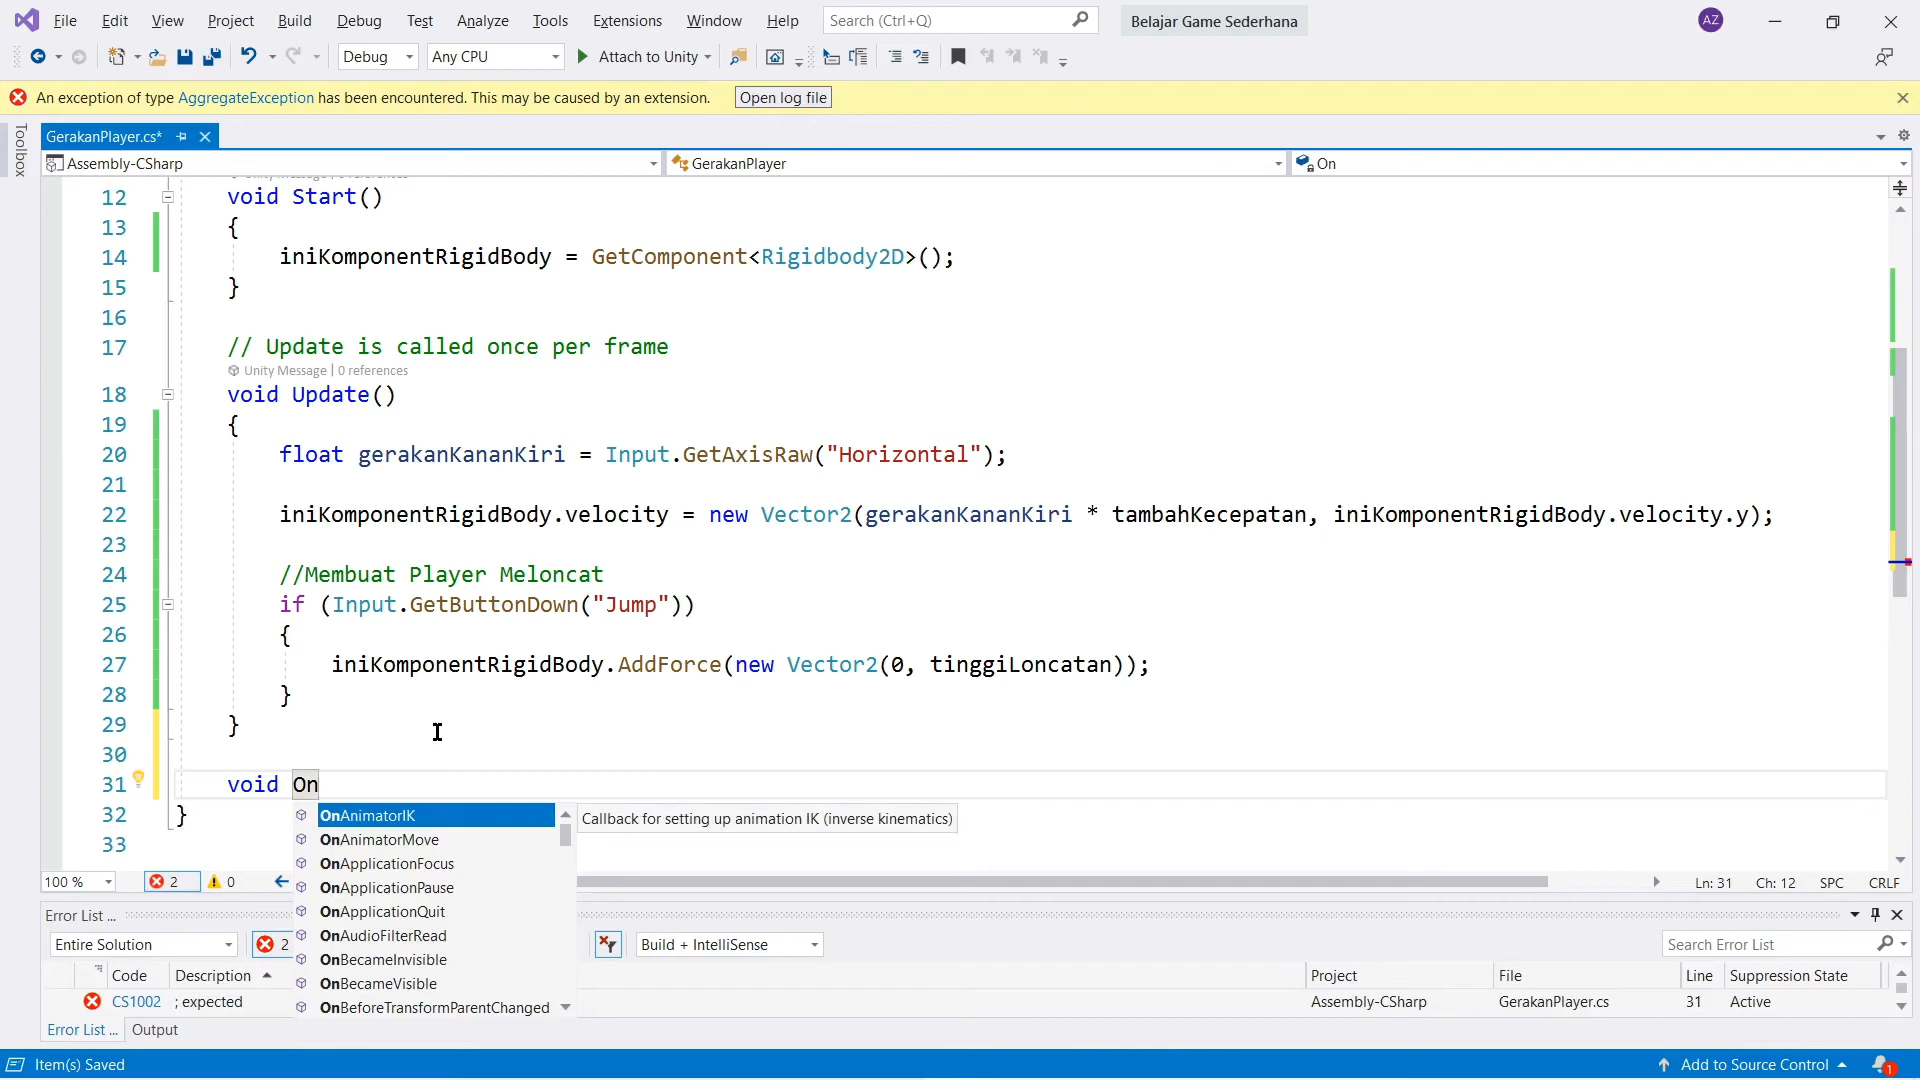 File Edit View Project Build Debug Test Analyze Tools Extensions Window Help Search (Ctrl+Q) Belajar Game Sederhana AZ
Debug Any CPU Attach to Unity
An exception of type AggregateException has been encountered. This may be caused by an extension. Open log file
Toolbox
GerakanPlayer.cs*
Assembly-CSharp GerakanPlayer On
12 void Start()
13 {
14 iniKomponentRigidBody = GetComponent<Rigidbody2D>();
15 }
16
17 // Update is called once per frame
Unity Message | 0 references
18 void Update()
19 {
20 float gerakanKananKiri = Input.GetAxisRaw("Horizontal");
21
22 iniKomponentRigidBody.velocity = new Vector2(gerakanKananKiri * tambahKecepatan, iniKomponentRigidBody.velocity.y);
23
24 //Membuat Player Meloncat
25 if (Input.GetButtonDown("Jump"))
26 {
27 iniKomponentRigidBody.AddForce(new Vector2(0, tinggiLoncatan));
28 }
29 }
30
31 void On
32 }
33
OnAnimatorIK Callback for setting up animation IK (inverse kinematics)
OnAnimatorMove
OnApplicationFocus
OnApplicationPause
OnApplicationQuit
OnAudioFilterRead
OnBecameInvisible
OnBecameVisible
OnBeforeTransformParentChanged
100 % 2 0 Ln: 31 Ch: 12 SPC CRLF
Error List ...
Entire Solution 2 Build + IntelliSense Search Error List
Code Description Project File Line Suppression State
CS1002 ; expected Assembly-CSharp GerakanPlayer.cs 31 Active
Error List ... Output
Item(s) Saved Add to Source Control 1